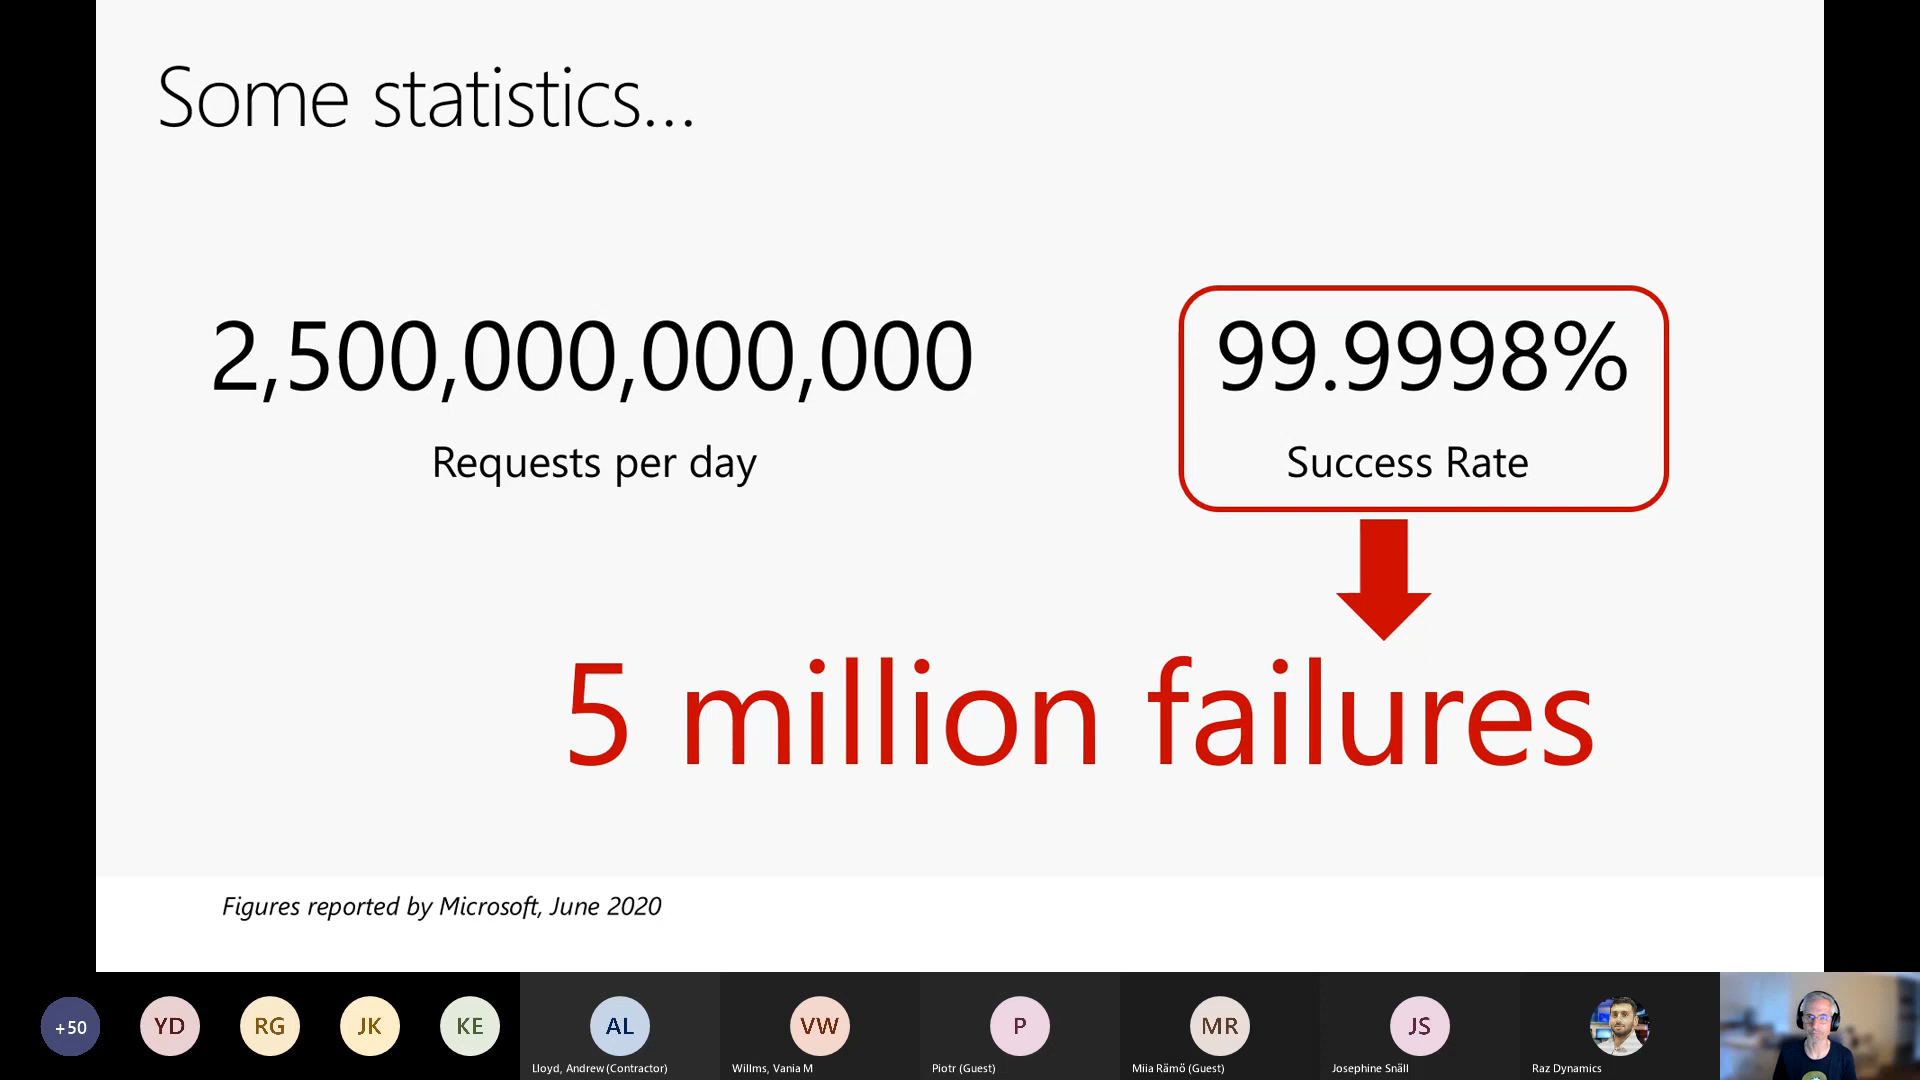 Some statistics...
2,500,000,000,000
99.9998%
Requests per day
Success Rate
5 million failures
Figures reported by Microsoft, June 2020
+50
YD
RG
JK
KE
AL
VW
P
MR
JS
Lloyd, Andrew (Contractor)
Willms, Vania M
Piotr (Guest)
Miia Rämö (Guest)
Josephine Snäll
Raz Dynamics